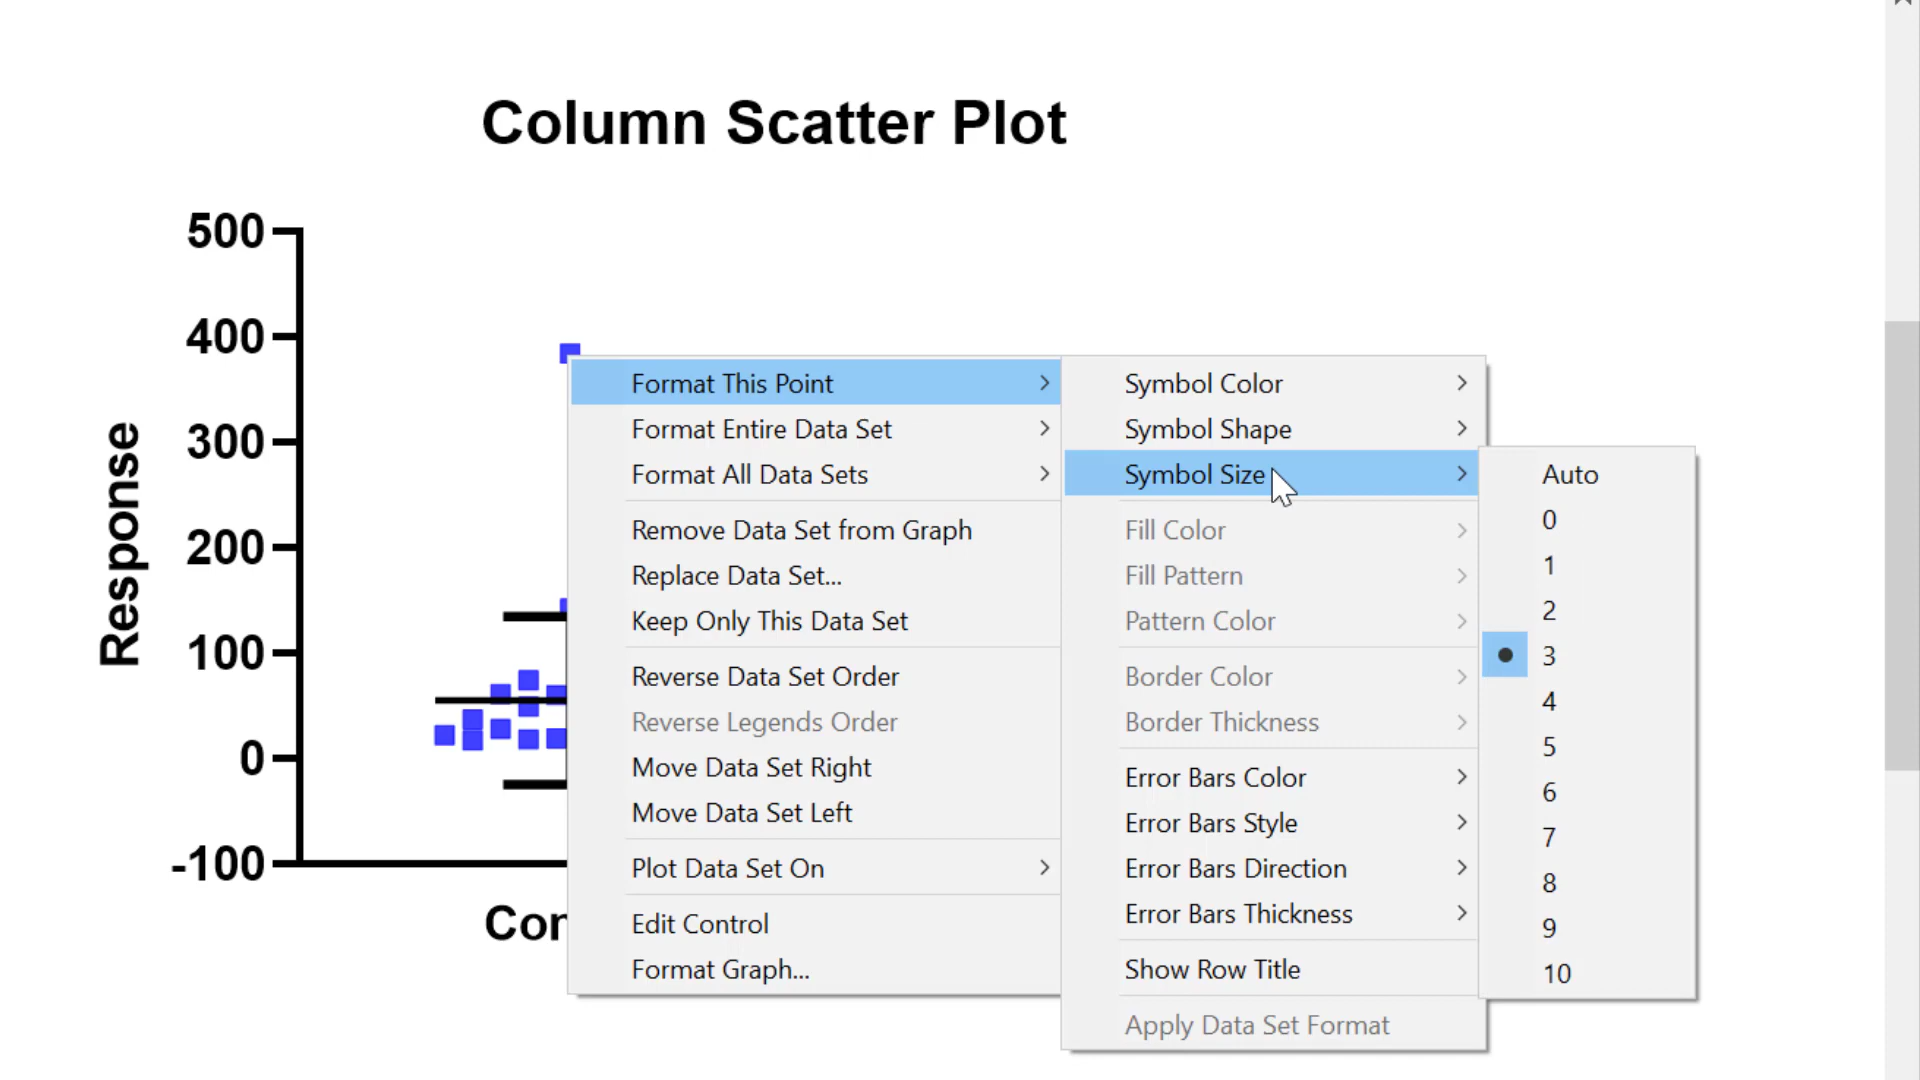 Column Scatter Plot
500
400
300
200
100
0
-100
Response
Con
Format This Point
Format Entire Data Set
Format All Data Sets
Remove Data Set from Graph
Replace Data Set...
Keep Only This Data Set
Reverse Data Set Order
Reverse Legends Order
Move Data Set Right
Move Data Set Left
Plot Data Set On
Edit Control
Format Graph...
Symbol Color
Symbol Shape
Symbol Size
Fill Color
Fill Pattern
Pattern Color
Border Color
Border Thickness
Error Bars Color
Error Bars Style
Error Bars Direction
Error Bars Thickness
Show Row Title
Apply Data Set Format
Auto
0
1
2
3
4
5
6
7
8
9
10